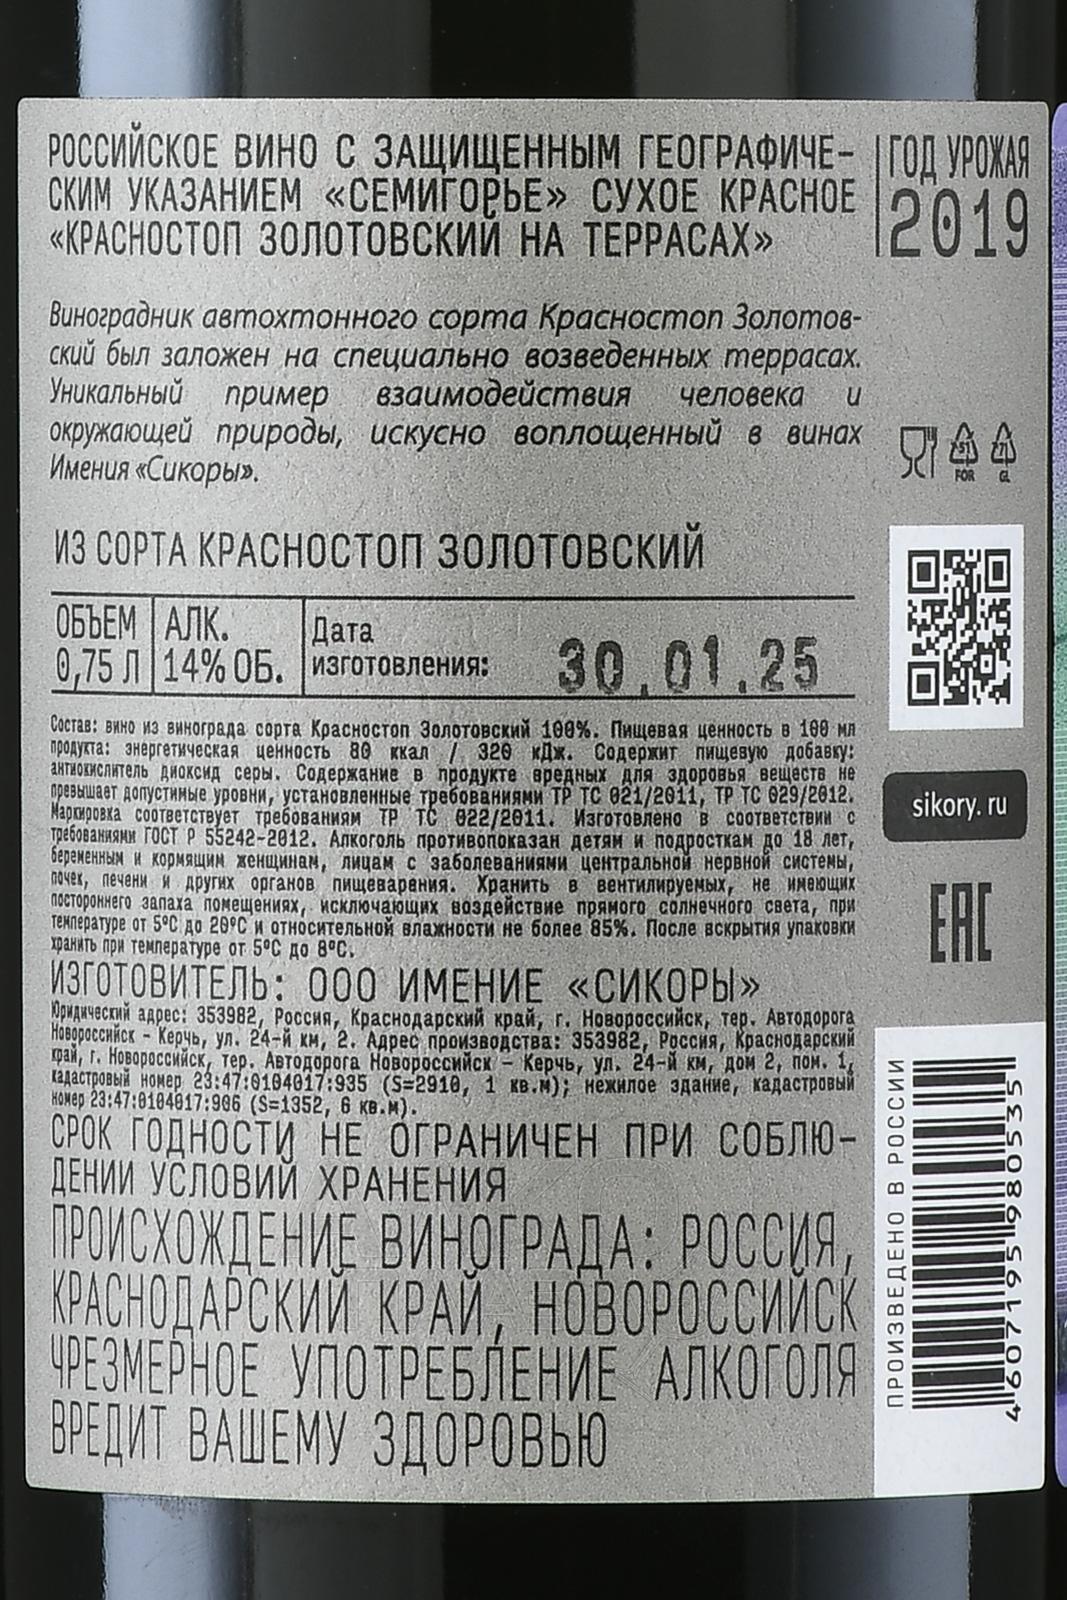 РОССИЙСКОЕ ВИНО С ЗАЩИЩЕННЫМ ГЕОГРАФИЧЕ-
СКИМ УКАЗАНИЕМ «СЕМИГОРЬЕ» СУХОЕ КРАСНОЕ
«КРАСНОСТОП ЗОЛОТОВСКИЙ НА ТЕРРАСАХ»
ГОД УРОЖАЯ
2019
Виноградник автохтонного сорта Красностоп Золотов-
ский был заложен на специально возведенных террасах.
Уникальный пример взаимодействия человека и
окружающей природы, искусно воплощенный в винах
Имения «Сикоры».
51
FOR
71
GL
ИЗ СОРТА КРАСНОСТОП ЗОЛОТОВСКИЙ
ОБЪЕМ
0,75 Л
АЛК.
14% ОБ.
Дата
изготовления:
30.01.25
Состав: вино из винограда сорта Красностоп Золотовский 100%. Пищевая ценность в 100 мл
продукта: энергетическая ценность 80 ккал / 320 кДж. Содержит пищевую добавку:
антиокислитель диоксид серы. Содержание в продукте вредных для здоровья веществ не
превышает допустимые уровни, установленные требованиями ТР ТС 021/2011, ТР ТС 029/2012.
Маркировка соответствует требованиям ТР ТС 022/2011. Изготовлено в соответствии с
требованиями ГОСТ Р 55242-2012. Алкоголь противопоказан детям и подросткам до 18 лет,
беременным и кормящим женщинам, лицам с заболеваниями центральной нервной системы,
почек, печени и других органов пищеварения. Хранить в вентилируемых, не имеющих
постороннего запаха помещениях, исключающих воздействие прямого солнечного света, при
температуре от 5°С до 20°С и относительной влажности не более 85%. После вскрытия упаковки
хранить при температуре от 5°С до 8°С.
sikory.ru
EAC
ИЗГОТОВИТЕЛЬ: ООО ИМЕНИЕ «СИКОРЫ»
Юридический адрес: 353982, Россия, Краснодарский край, г. Новороссийск, тер. Автодорога
Новороссийск - Керчь, ул. 24-й км, 2. Адрес производства: 353982, Россия, Краснодарский
край, г. Новороссийск, тер. Автодорога Новороссийск - Керчь, ул. 24-й км, дом 2, пом. 1,
кадастровый номер 23:47:0104017:935 (S=2910, 1 кв.м); нежилое здание, кадастровый
номер 23:47:0104017:906 (S=1352, 6 кв.м).
СРОК ГОДНОСТИ НЕ ОГРАНИЧЕН ПРИ СОБЛЮ-
ДЕНИИ УСЛОВИЙ ХРАНЕНИЯ
ПРОИСХОЖДЕНИЕ ВИНОГРАДА: РОССИЯ,
КРАСНОДАРСКИЙ КРАЙ, НОВОРОССИЙСК
ЧРЕЗМЕРНОЕ УПОТРЕБЛЕНИЕ АЛКОГОЛЯ
ВРЕДИТ ВАШЕМУ ЗДОРОВЬЮ
ПРОИЗВЕДЕНО В РОССИИ
4 607195 980535